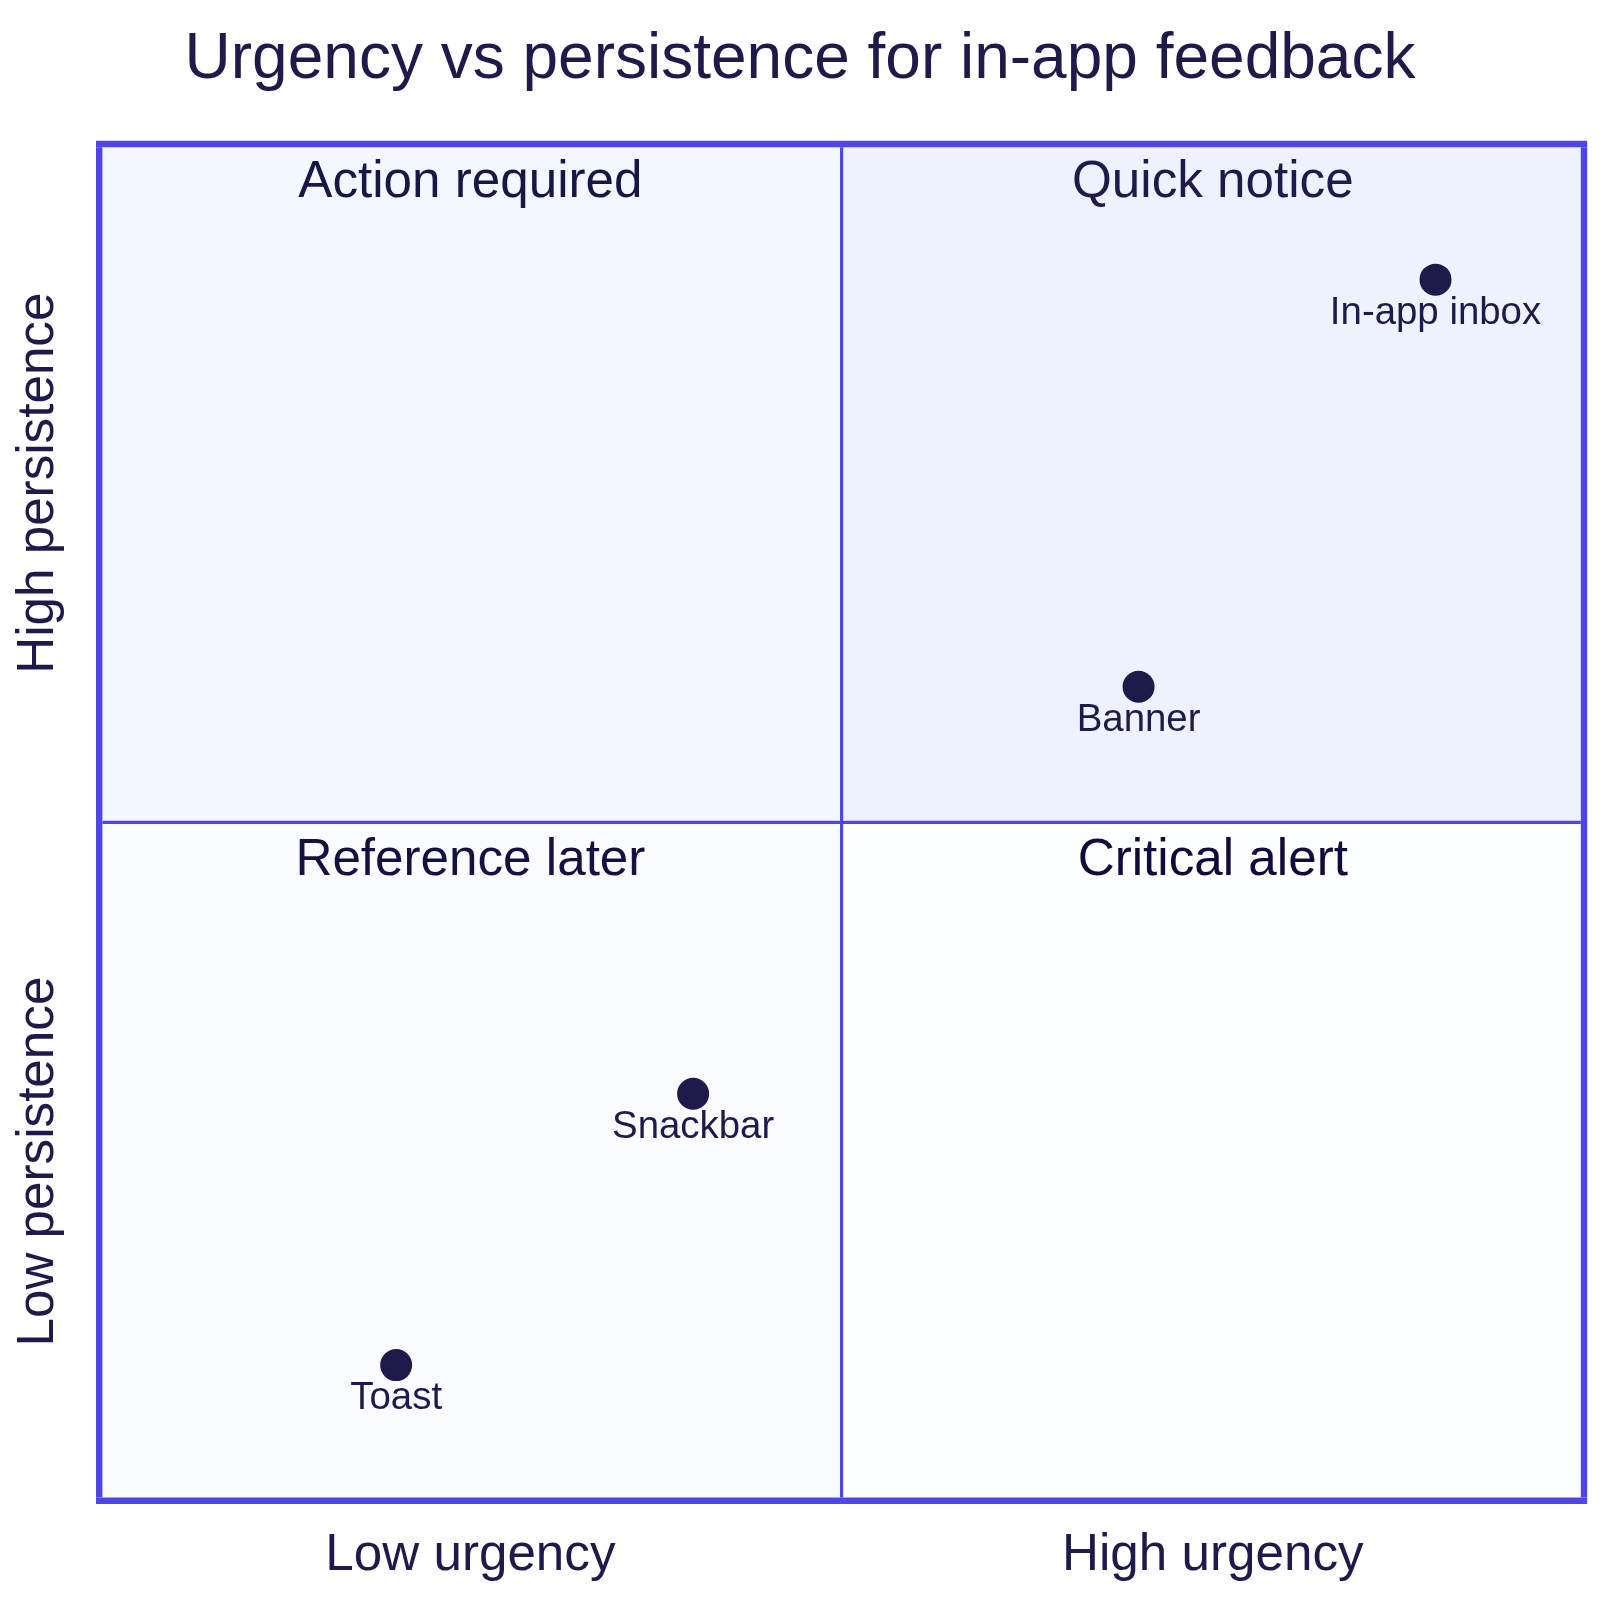 Urgency vs persistence for in-app feedback
Action required
Quick notice
In-app inbox
High persistence
Banner
Reference later
Critical alert
Snackbar
Low persistence
Toast
Low urgency
High urgency